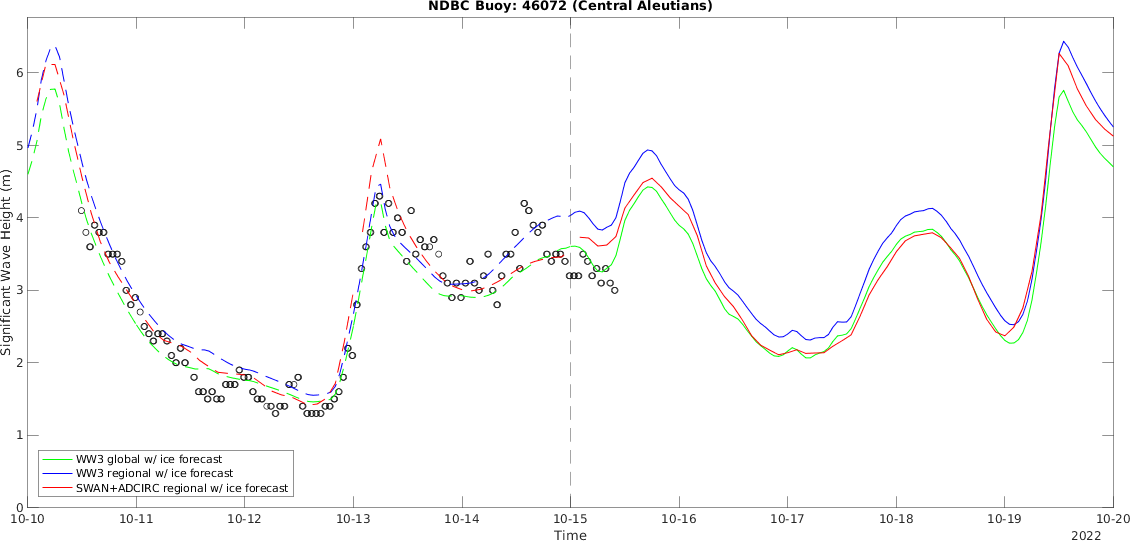 NDBC Buoy: 46072 (Central Aleutians)
Significant Wave Height (m)
6
5
4
3
2
1
0
WW3 global w/ ice forecast
WW3 regional w/ ice forecast
SWAN+ADCIRC regional w/ ice forecast
10-10 10-11 10-12 10-13 10-14 10-15 10-16 10-17 10-18 10-19 10-20
Time
2022